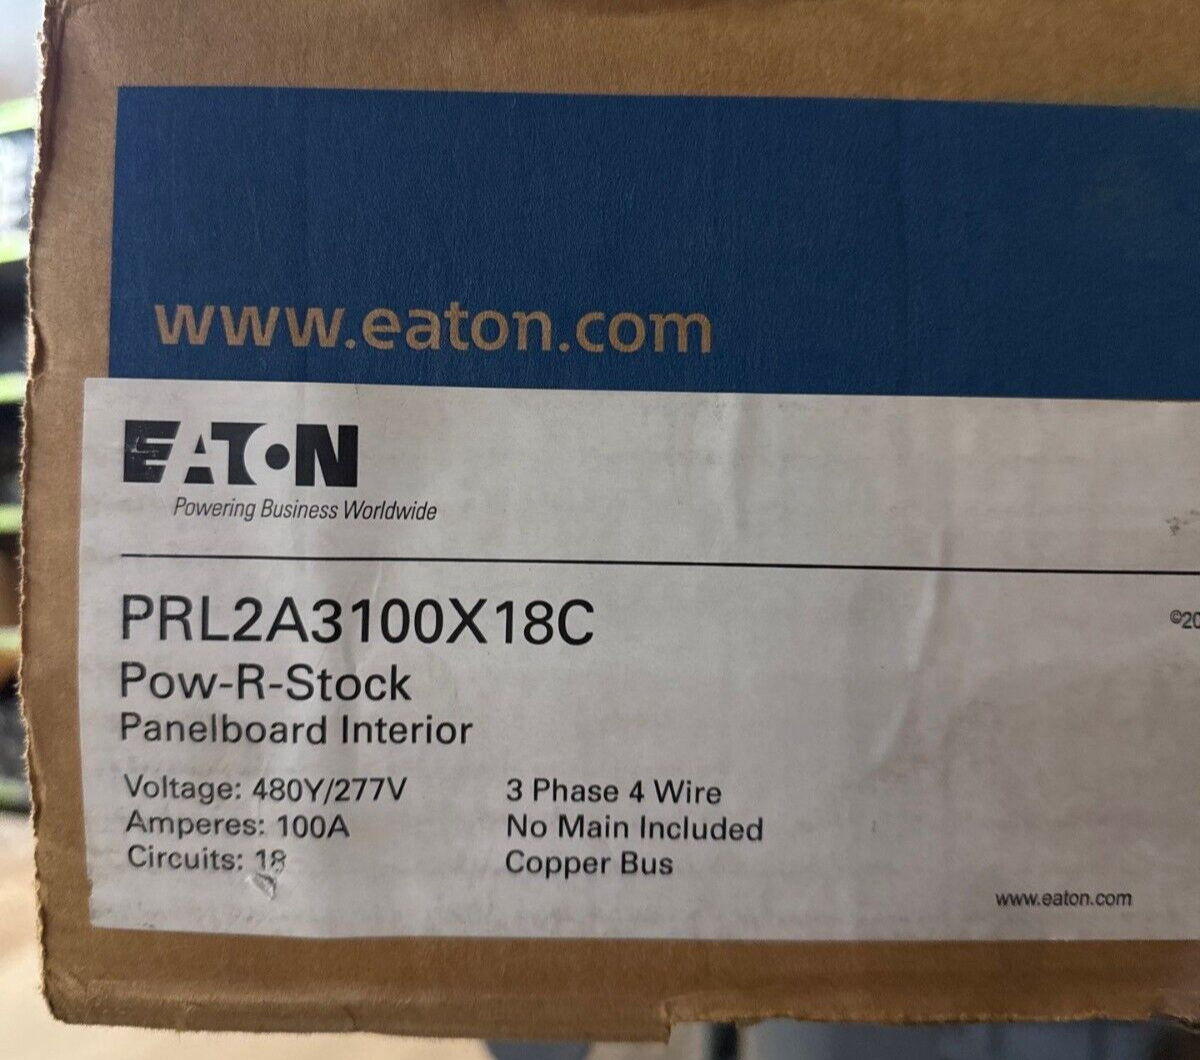 www.eaton.com
EATON
Powering Business Worldwide
PRL2A3100X18C
©20
Pow-R-Stock
Panelboard Interior
Voltage: 480Y/277V
3 Phase 4 Wire
Amperes: 100A
No Main Included
Circuits: 18
Copper Bus
www.eaton.com